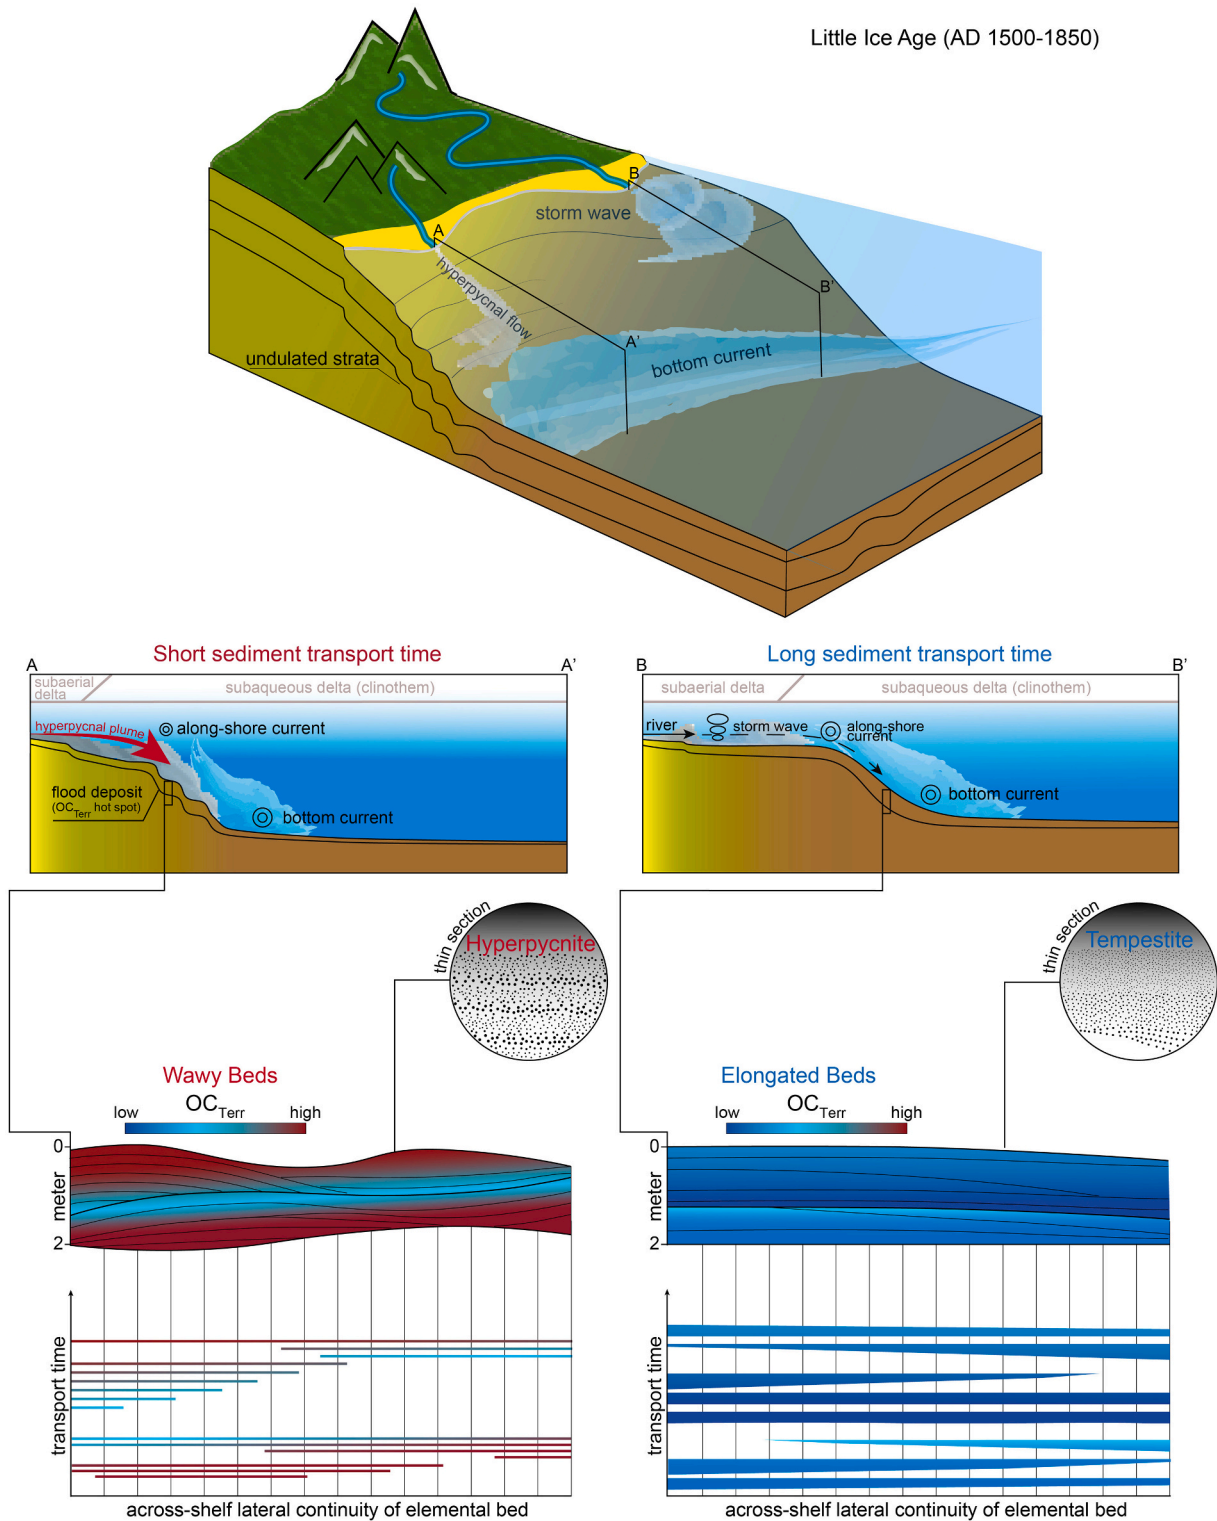 Little Ice Age (AD 1500-1850)
B
storm wave
A
hyperpycnal flow
B'
A'
bottom current
undulated strata
A
Short sediment transport time
A'
subaerial
delta
subaqueous delta (clinothem)
hyperpycnal plume
along-shore current
flood deposit
(OCTerr hot spot)
bottom current
B
Long sediment transport time
B'
subaerial delta
subaqueous delta (clinothem)
river
storm wave
along-shore
current
bottom current
thin section
Hyperpycnite
thin section
Tempestite
Wawy Beds
OCTerr
low
high
0
meter
2
transport time
across-shelf lateral continuity of elemental bed
Elongated Beds
OCTerr
low
high
0
meter
2
transport time
across-shelf lateral continuity of elemental bed